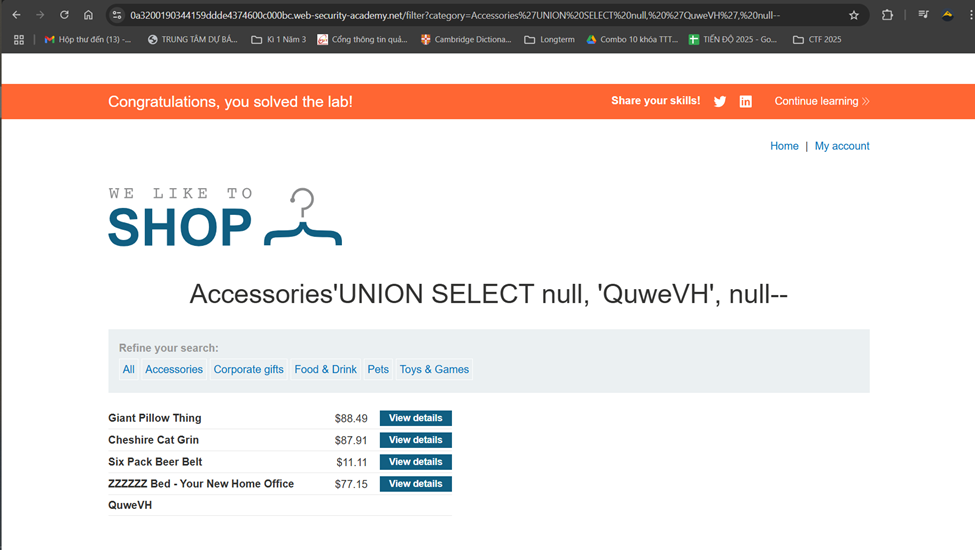 0a3200190344159ddde4374600c000bc.web-security-academy.net/filter?category=Accessories%27UNION%20SELECT%20null,%20%27QuweVH%27,%20null--
Hộp thư đến (13) -... TRUNG TÂM DỰ BÁ... Kì 1 Năm 3 Cổng thông tin quả... Cambridge Dictiona... Longterm Combo 10 khóa TTT... TIẾN ĐỘ 2025 - Go... CTF 2025
Congratulations, you solved the lab! Share your skills! Continue learning >>
Home | My account
WE LIKE TO
SHOP
Accessories'UNION SELECT null, 'QuweVH', null--
Refine your search:
All Accessories Corporate gifts Food & Drink Pets Toys & Games
Giant Pillow Thing $88.49 View details
Cheshire Cat Grin $87.91 View details
Six Pack Beer Belt $11.11 View details
ZZZZZZ Bed - Your New Home Office $77.15 View details
QuweVH